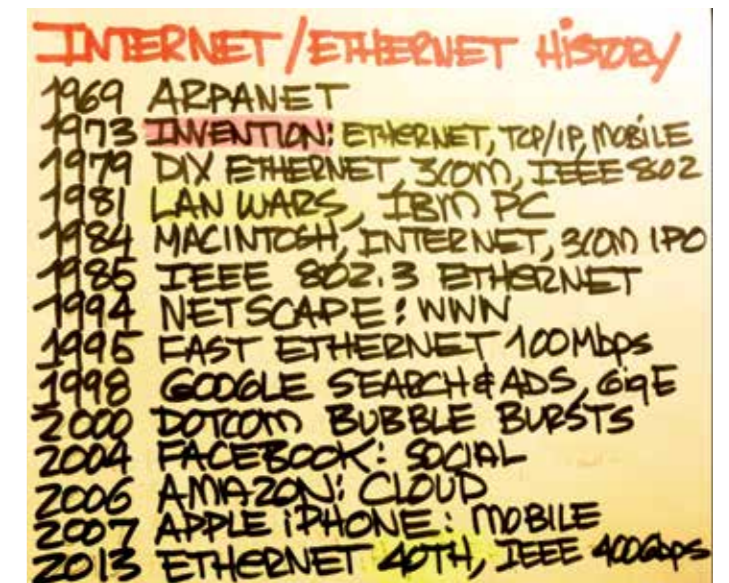 INTERNET/ETHERNET HISTORY
1969 ARPANET
1973 INVENTION: ETHERNET, TCP/IP, MOBILE
1979 DIX ETHERNET, 3COM, IEEE 802
1981 LAN WARS, IBM PC
1984 MACINTOSH, INTERNET, 3COM IPO
1985 IEEE 802.3 ETHERNET
1994 NETSCAPE: WWW
1995 FAST ETHERNET 100Mbps
1998 GOOGLE SEARCH & ADS, GigE
2000 DOTCOM BUBBLE BURSTS
2004 FACEBOOK: SOCIAL
2006 AMAZON: CLOUD
2007 APPLE iPHONE: MOBILE
2013 ETHERNET 40TH, IEEE 400Gbps